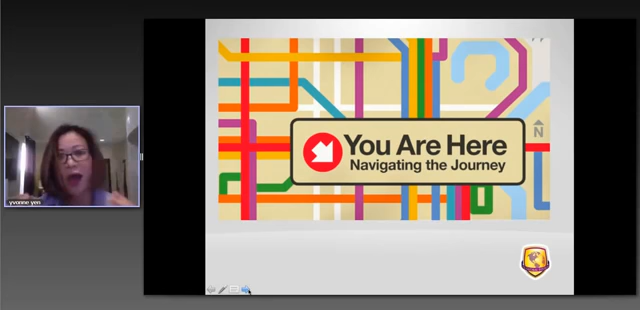 You Are Here
Navigating the Journey
N
yvonne yen